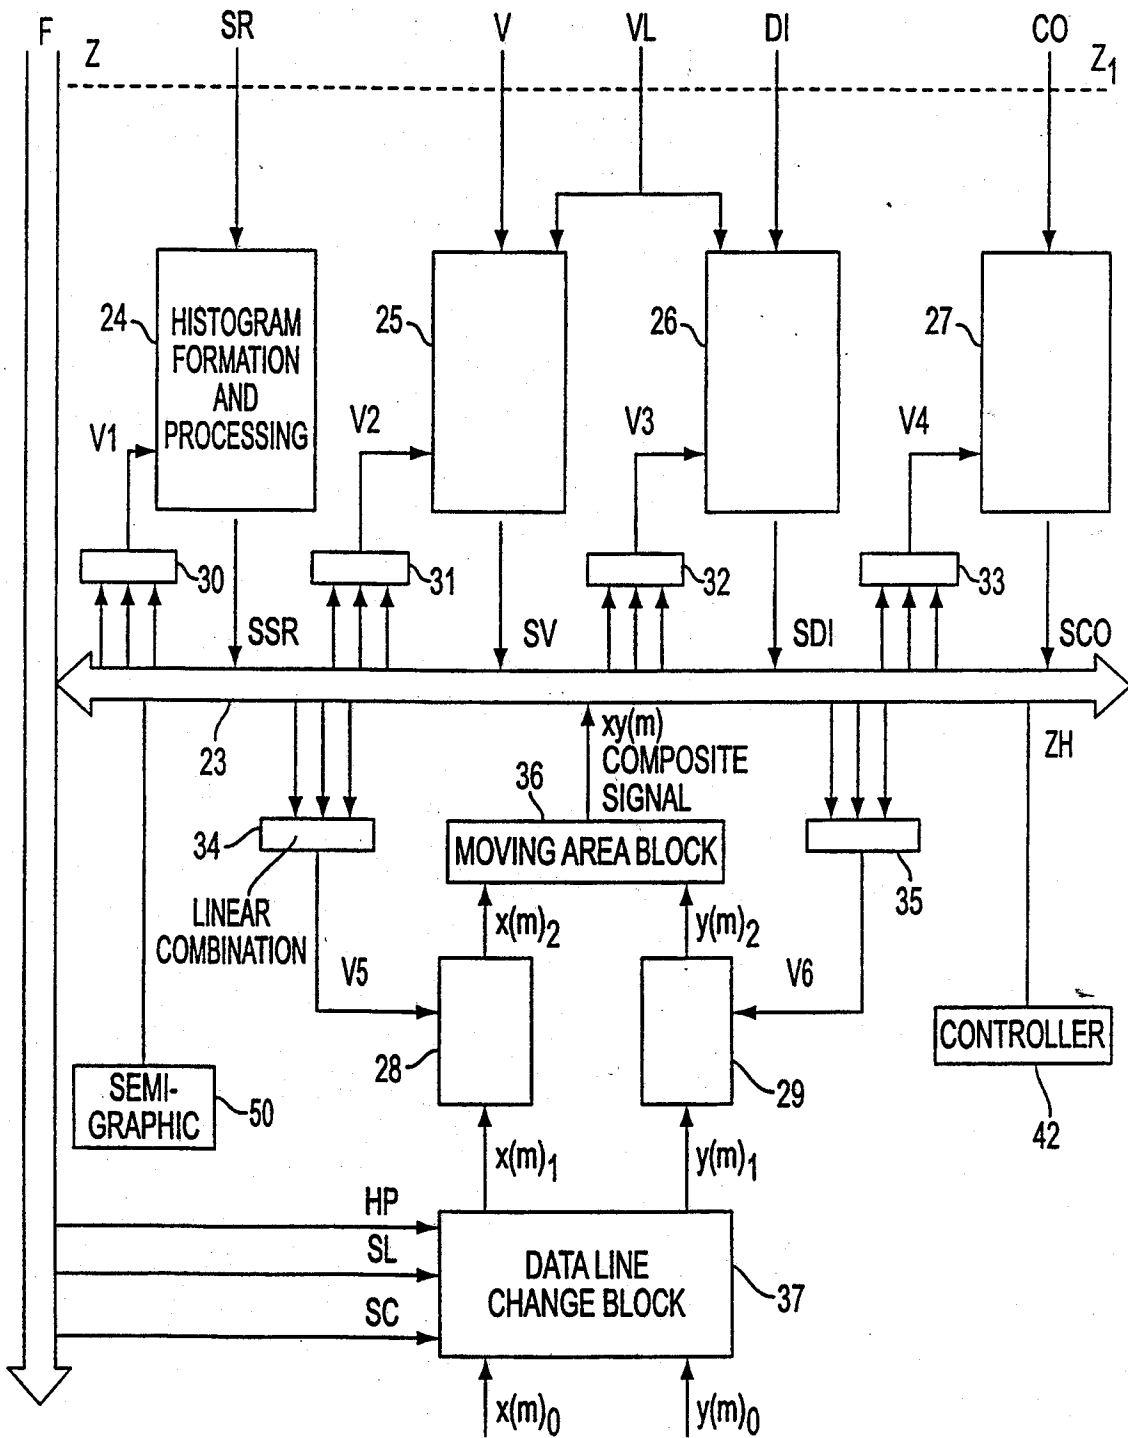 F
Z
SR
V
VL
DI
CO
Z1
24
HISTOGRAM
FORMATION
AND
PROCESSING
25
26
27
V1
V2
V3
V4
30
31
32
33
SSR
SV
SDI
SCO
23
xy(m)
COMPOSITE
SIGNAL
ZH
36
34
MOVING AREA BLOCK
35
LINEAR
COMBINATION
x(m)2
y(m)2
V5
V6
28
29
CONTROLLER
42
SEMI-
GRAPHIC
50
x(m)1
y(m)1
HP
SL
SC
DATA LINE
CHANGE BLOCK
37
x(m)0
y(m)0